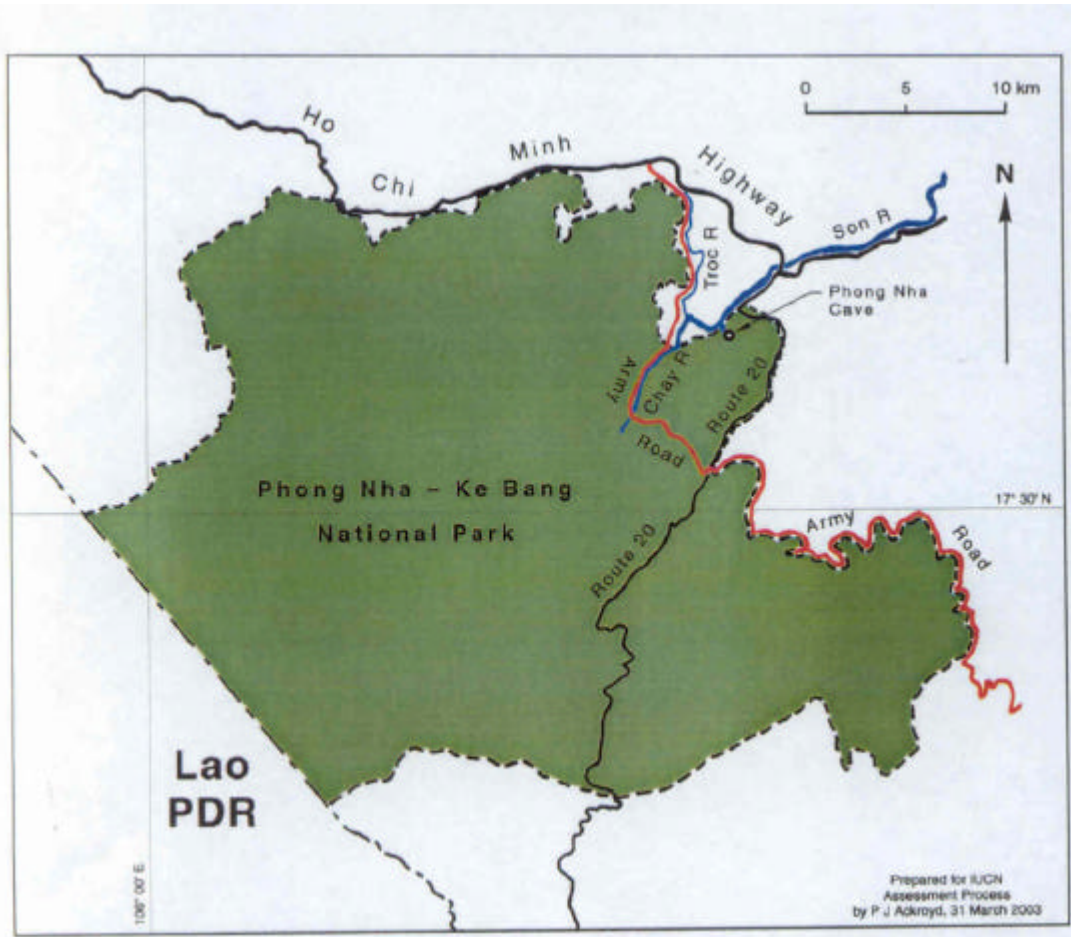 0 5 10 km
Ho Chi Minh Highway
N
Son R
Troc R
Phong Nha
Cave
Army Road
Chay R
Route 20
Phong Nha – Ke Bang
National Park
17° 30' N
Army Road
Route 20
Lao
PDR
106° 00' E.
Prepared for IUCN
Assessment Process
by P J Ackroyd, 31 March 2003